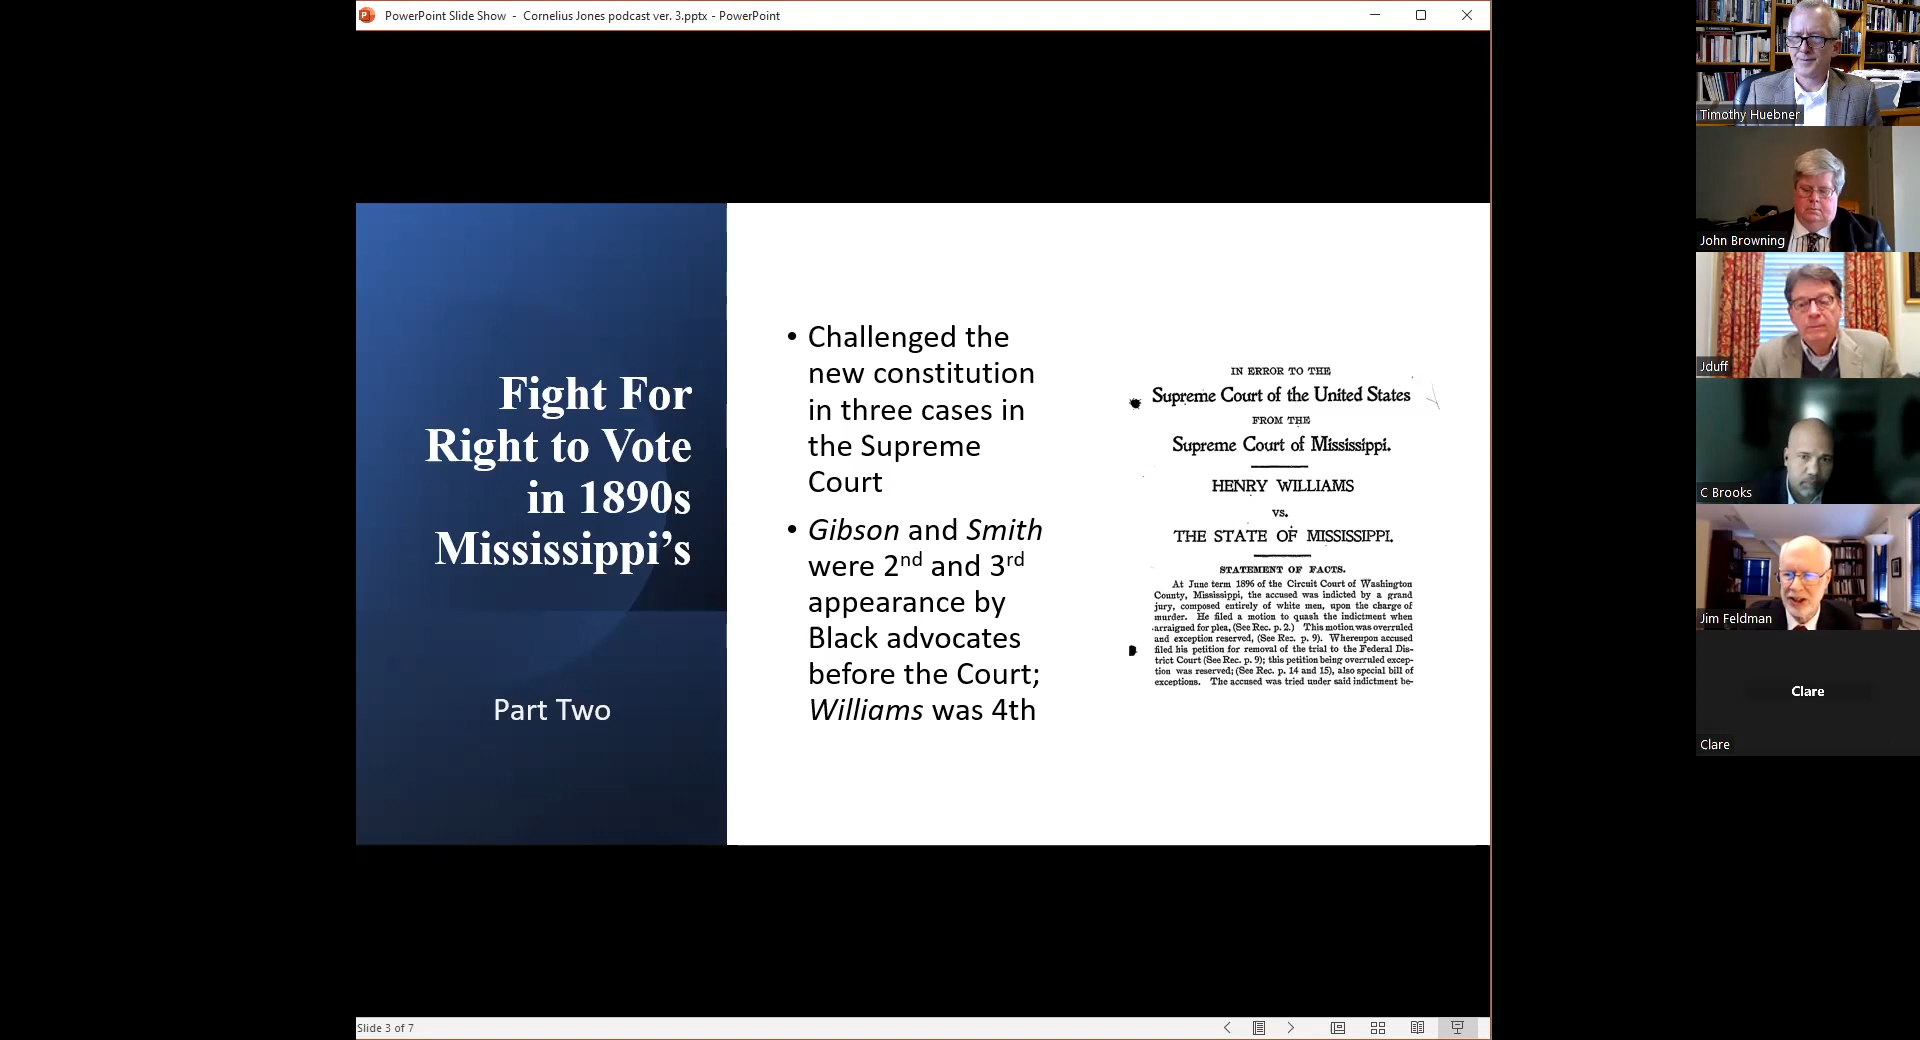 PowerPoint Slide Show - Cornelius Jones podcast ver. 3.pptx - PowerPoint
Fight For
Right to Vote
in 1890s
Mississippi’s
Part Two
• Challenged the
new constitution
in three cases in
the Supreme
Court
• Gibson and Smith
were 2nd and 3rd
appearance by
Black advocates
before the Court;
Williams was 4th
IN ERROR TO THE
Supreme Court of the United States
FROM THE
Supreme Court of Mississippi.
HENRY WILLIAMS
vs.
THE STATE OF MISSISSIPPI.
STATEMENT OF FACTS.
At June term 1896 of the Circuit Court of Washington
County, Mississippi, the accused was indicted by a grand
jury, composed entirely of white men, upon the charge of
murder. He filed a motion to quash the indictment when
arraigned for plea, (See Rec. p. 2.) This motion was overruled
and exception reserved, (See Rec. p. 9). Whereupon accused
filed his petition for removal of the trial to the Federal Dis-
trict Court (See Rec. p. 9); this petition being overruled excep-
tion was reserved; (See Rec. p. 14 and 15), also special bill of
exceptions. The accused was tried under said indictment be-
Slide 3 of 7
Timothy Huebner
John Browning
Jduff
C Brooks
Jim Feldman
Clare
Clare